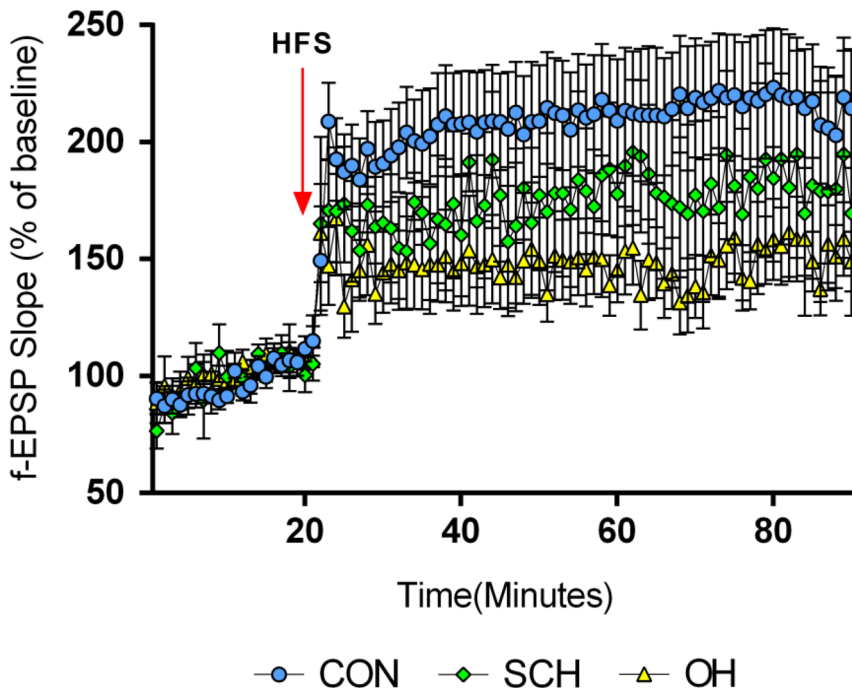 f-EPSP Slope (% of baseline)
250
200
150
100
50
HFS
20
40
60
80
Time(Minutes)
CON
SCH
OH